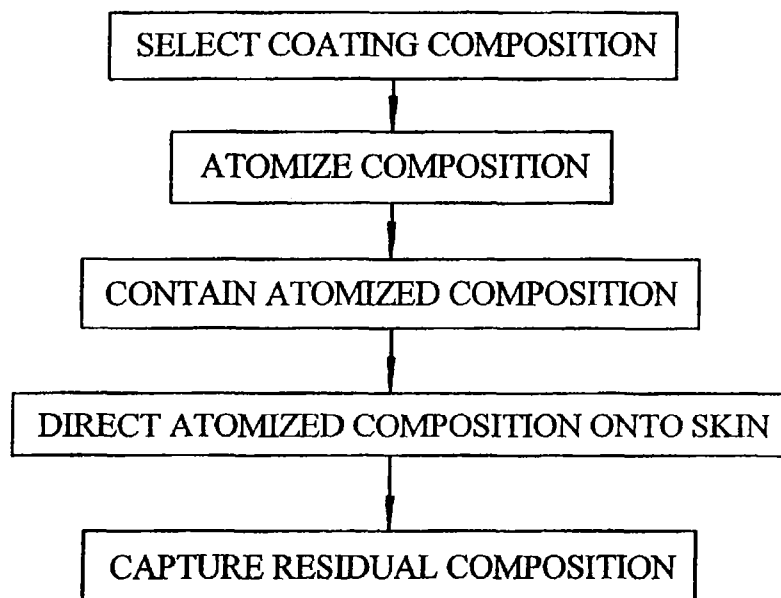 SELECT COATING COMPOSITION
ATOMIZE COMPOSITION
CONTAIN ATOMIZED COMPOSITION
DIRECT ATOMIZED COMPOSITION ONTO SKIN
CAPTURE RESIDUAL COMPOSITION